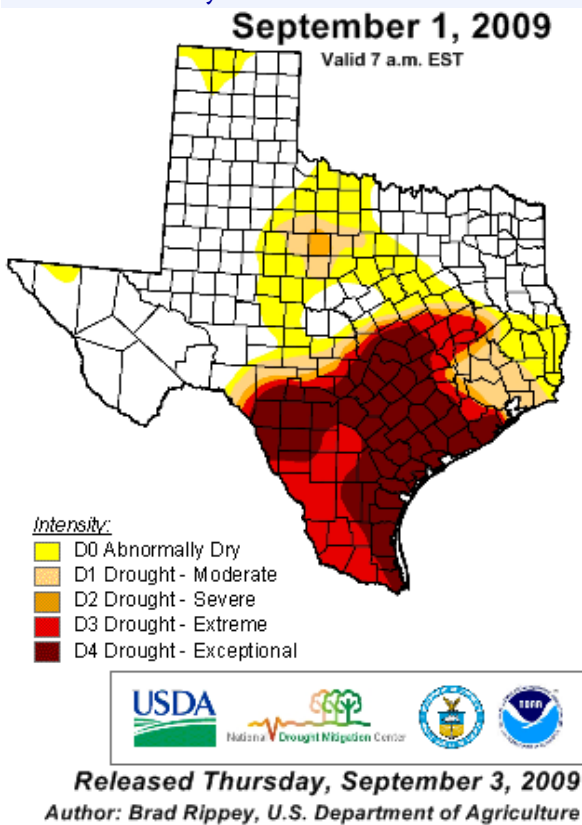 September 1, 2009
Valid 7 a.m. EST
Intensity:
D0 Abnormally Dry
D1 Drought - Moderate
D2 Drought - Severe
D3 Drought - Extreme
D4 Drought - Exceptional
USDA
National Drought Mitigation Center
NOAA
Released Thursday, September 3, 2009
Author: Brad Rippey, U.S. Department of Agriculture